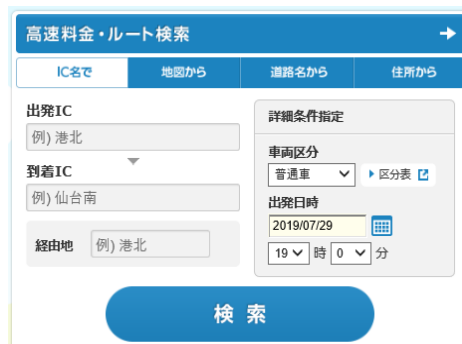 高速料金・ルート検索
IC名で 地図から 道路名から 住所から
出発IC
例) 港北
到着IC
例) 仙台南
経由地 例) 港北
詳細条件指定
車両区分
普通車 区分表
出発日時
2019/07/29
19 時 0 分
検 索